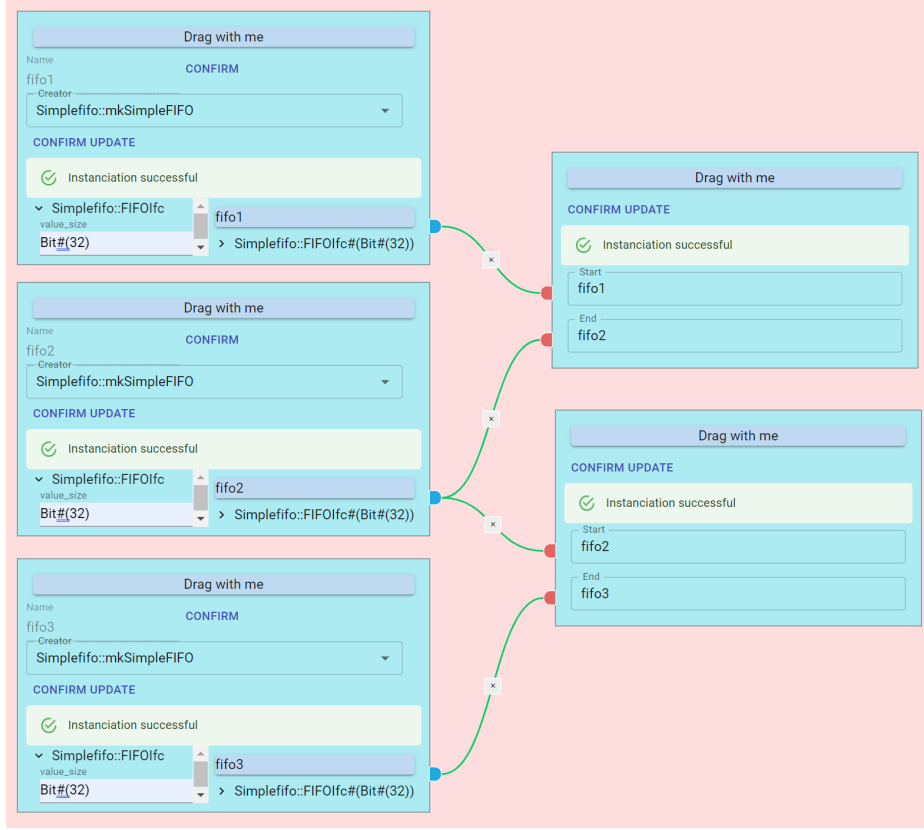 Drag with me
Name
CONFIRM
fifo1
Creator
Simplefifo::mkSimpleFIFO
CONFIRM UPDATE
Instanciation successful
Simplefifo::FIFOIfc
value_size
Bit#(32)
fifo1
Simplefifo::FIFOIfc#(Bit#(32))
Drag with me
Name
CONFIRM
fifo2
Creator
Simplefifo::mkSimpleFIFO
CONFIRM UPDATE
Instanciation successful
Simplefifo::FIFOIfc
value_size
Bit#(32)
fifo2
Simplefifo::FIFOIfc#(Bit#(32))
Drag with me
Name
CONFIRM
fifo3
Creator
Simplefifo::mkSimpleFIFO
CONFIRM UPDATE
Instanciation successful
Simplefifo::FIFOIfc
value_size
Bit#(32)
fifo3
Simplefifo::FIFOIfc#(Bit#(32))
×
×
×
×
Drag with me
CONFIRM UPDATE
Instanciation successful
Start
fifo1
End
fifo2
Drag with me
CONFIRM UPDATE
Instanciation successful
Start
fifo2
End
fifo3